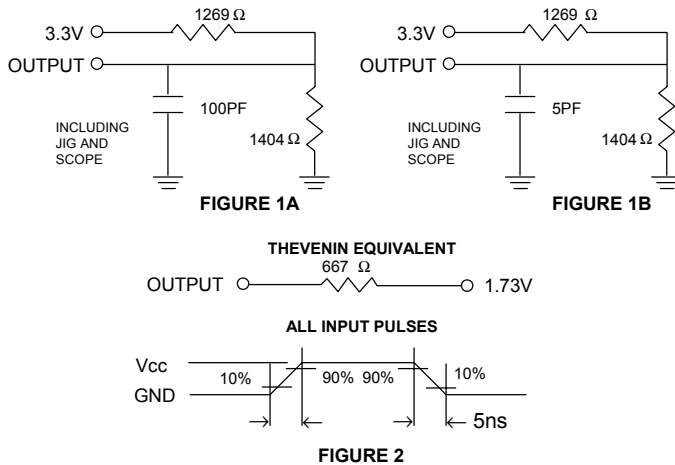 1269 Ω
3.3V
OUTPUT
100PF
INCLUDING
JIG AND
SCOPE
1404 Ω
FIGURE 1A
1269 Ω
3.3V
OUTPUT
5PF
INCLUDING
JIG AND
SCOPE
1404 Ω
FIGURE 1B
THEVENIN EQUIVALENT
667 Ω
OUTPUT 1.73V
ALL INPUT PULSES
Vcc
GND
10% 90% 90% 10%
5ns
FIGURE 2